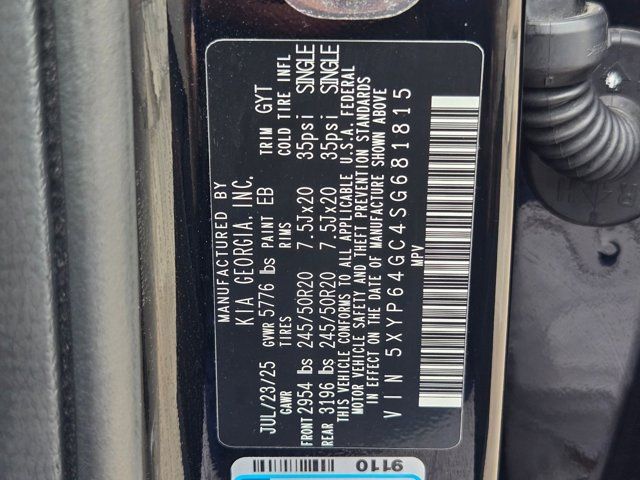 MANUFACTURED BY
KIA GEORGIA, INC.
JUL/23/25 GVWR 5776 lbs PAINT EB TRIM GYT
GAWR TIRES RIMS COLD TIRE INFL
FRONT 2954 lbs 245/50R20 7.5Jx20 35psi SINGLE
REAR 3196 lbs 245/50R20 7.5Jx20 35psi SINGLE
THIS VEHICLE CONFORMS TO ALL APPLICABLE U.S.A. FEDERAL
MOTOR VEHICLE SAFETY AND THEFT PREVENTION STANDARDS
IN EFFECT ON THE DATE OF MANUFACTURE SHOWN ABOVE
VIN 5XYP64GC4SG681815
MPV
9110